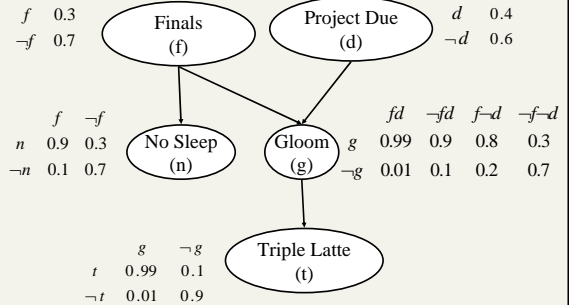 f 0.3
¬f 0.7
Finals
(f)
Project Due
(d)
d 0.4
¬d 0.6
f ¬f
n 0.9 0.3
¬n 0.1 0.7
No Sleep
(n)
Gloom
(g)
fd ¬fd f¬d ¬f¬d
g 0.99 0.9 0.8 0.3
¬g 0.01 0.1 0.2 0.7
g ¬g
t 0.99 0.1
¬t 0.01 0.9
Triple Latte
(t)